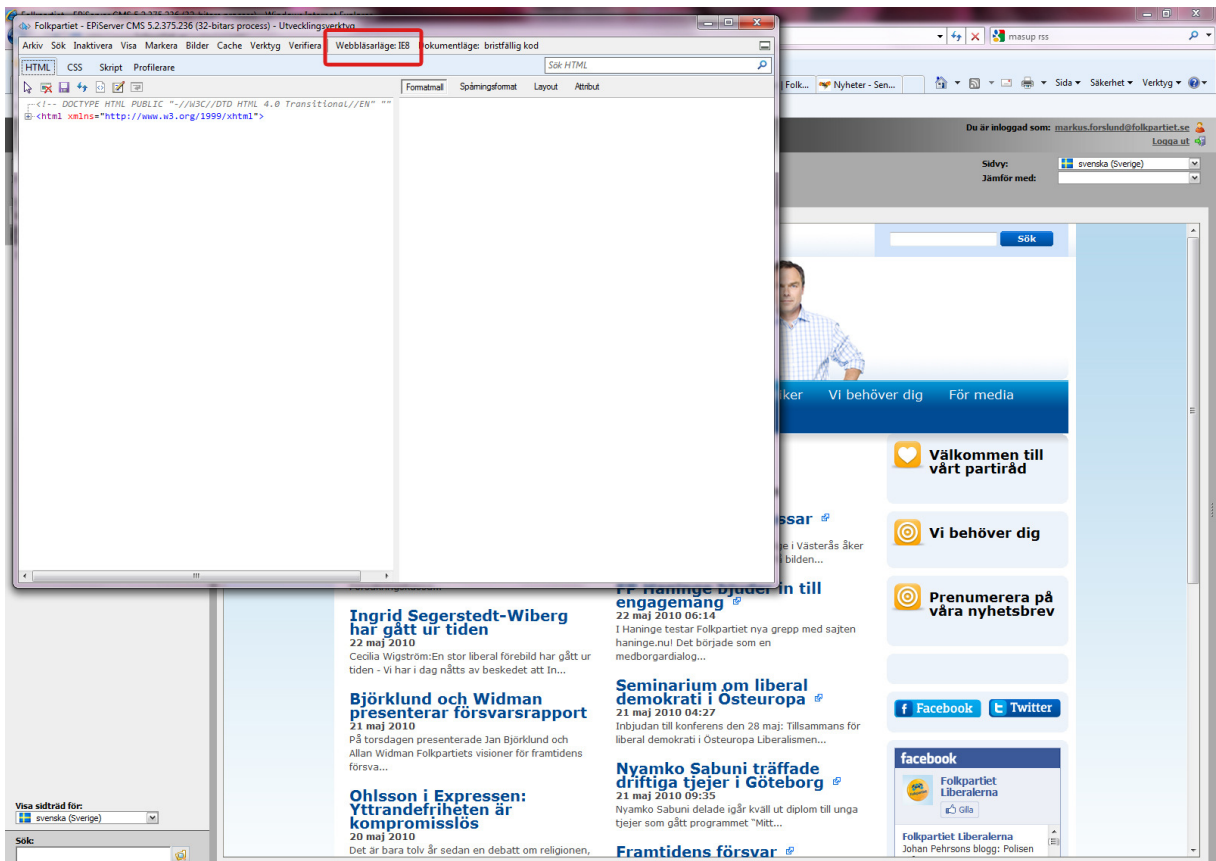 Folkpartiet - EPiServer CMS 5.2.375.236 (32-bitars process) - Utvecklingsverktyg
Arkiv Sök Inaktivera Visa Markera Bilder Cache Verktyg Verifiera Webbläsarläge: IE8 Dokumentläge: bristfällig kod
HTML CSS Skript Profilerare
Sök HTML
Formatmall Spårningsformat Layout Attribut
<!-- DOCTYPE HTML PUBLIC "-//W3C//DTD HTML 4.0 Transitional//EN" ""
<html xmlns="http://www.w3.org/1999/xhtml">
masup rss
Folk...
Nyheter - Sen...
Sida
Säkerhet
Verktyg
Du är inloggad som: markus.forslund@folkpartiet.se
Logga ut
Sidvy: svenska (Sverige)
Jämför med:
Sök
iker Vi behöver dig För media
ssar
ge i Västerås åker
bilden...
FP Haninge bjuder in till
engagemang
22 maj 2010 06:14
I Haninge testar Folkpartiet nya grepp med sajten
haninge.nu! Det började som en
medborgardialog...
Seminarium om liberal
demokrati i Östeuropa
21 maj 2010 04:27
Inbjudan till konferens den 28 maj: Tillsammans för
liberal demokrati i Östeuropa Liberalismen...
Nyamko Sabuni träffade
driftiga tjejer i Göteborg
21 maj 2010 09:35
Nyamko Sabuni delade igår kväll ut diplom till unga
tjejer som gått programmet "Mitt...
Framtidens försvar
Ingrid Segerstedt-Wiberg
har gått ur tiden
22 maj 2010
Cecilia Wigström:En stor liberal förebild har gått ur
tiden - Vi har i dag nåtts av beskedet att In...
Björklund och Widman
presenterar försvarsrapport
21 maj 2010
På torsdagen presenterade Jan Björklund och
Allan Widman Folkpartiets visioner för framtidens
försva...
Ohlsson i Expressen:
Yttrandefriheten är
kompromisslös
20 maj 2010
Det är bara tolv år sedan en debatt om religionen,
Välkommen till
vårt partiråd
Vi behöver dig
Prenumerera på
våra nyhetsbrev
Facebook Twitter
facebook
Folkpartiet
Liberalerna
Gilla
Folkpartiet Liberalerna
Johan Pehrsons blogg: Polisen
Visa sidträd för:
svenska (Sverige)
Sök: